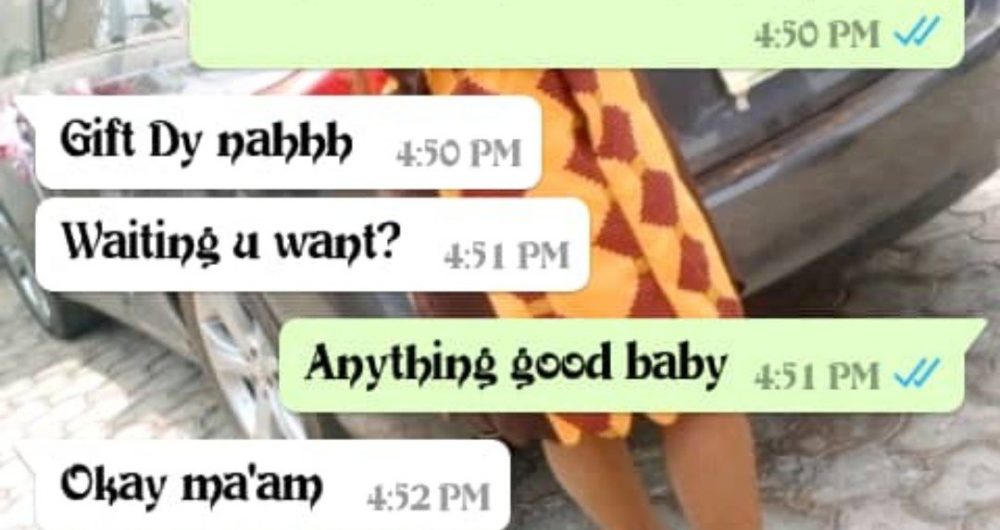 4:50 PM
Gift Dy nahhh 4:50 PM
Waiting u want? 4:51 PM
Anything good baby 4:51 PM
Okay ma'am 4:52 PM